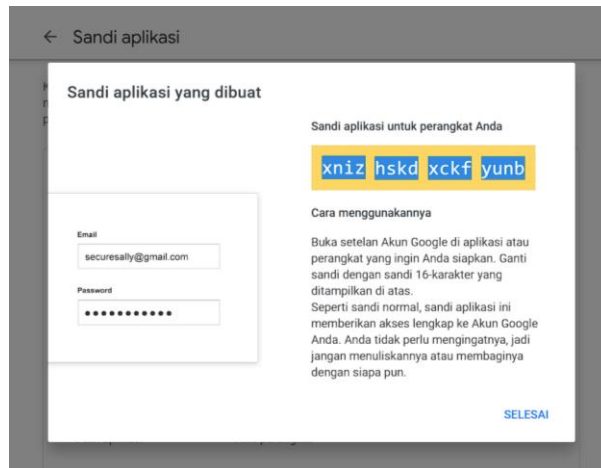 ← Sandi aplikasi
Sandi aplikasi yang dibuat
Sandi aplikasi untuk perangkat Anda
xniz hskd xckf yunb
Cara menggunakannya
Buka setelan Akun Google di aplikasi atau
perangkat yang ingin Anda siapkan. Ganti
sandi dengan sandi 16-karakter yang
ditampilkan di atas.
Seperti sandi normal, sandi aplikasi ini
memberikan akses lengkap ke Akun Google
Anda. Anda tidak perlu mengingatnya, jadi
jangan menuliskannya atau membaginya
dengan siapa pun.
Email
securesally@gmail.com
Password
●●●●●●●●●●●
SELESAI